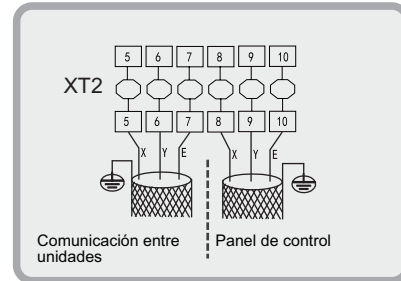 5 6 7 8 9 10
XT2
5 6 7 8 9 10
X Y E X Y E
Comunicación entre Panel de control
unidades